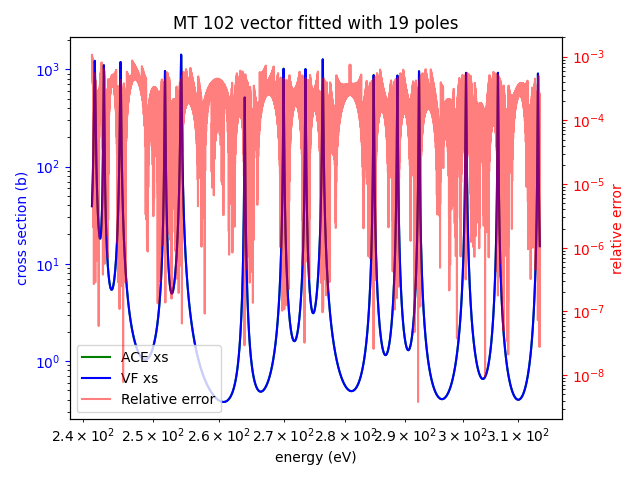 MT 102 vector fitted with 19 poles
10³
10²
10¹
10⁰
cross section (b)
10⁻³
10⁻⁴
10⁻⁵
10⁻⁶
10⁻⁷
10⁻⁸
relative error
ACE xs
VF xs
Relative error
2.4 × 10² 2.5 × 10² 2.6 × 10² 2.7 × 10² 2.8 × 10² 2.9 × 10² 3 × 10² 3.1 × 10²
energy (eV)